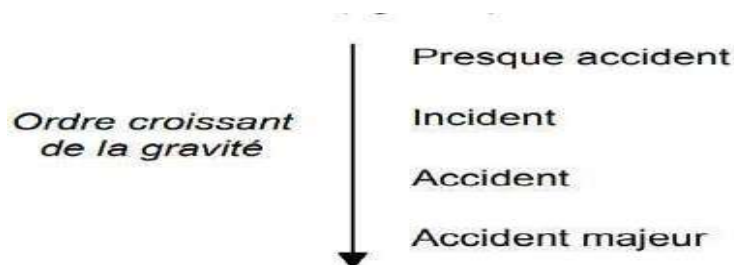 Presque accident
Ordre croissant
de la gravité
Incident
Accident
Accident majeur